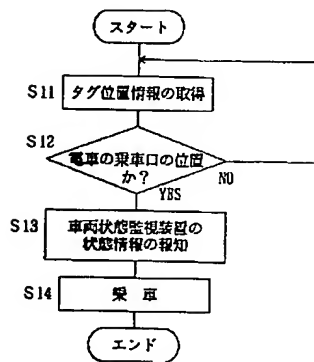 スタート
S11
タグ位置情報の取得
S12
電車の乗車口の位置
か?
NO
YES
S13
車両状態監視装置の
状態情報の報知
S14
乗 車
エンド